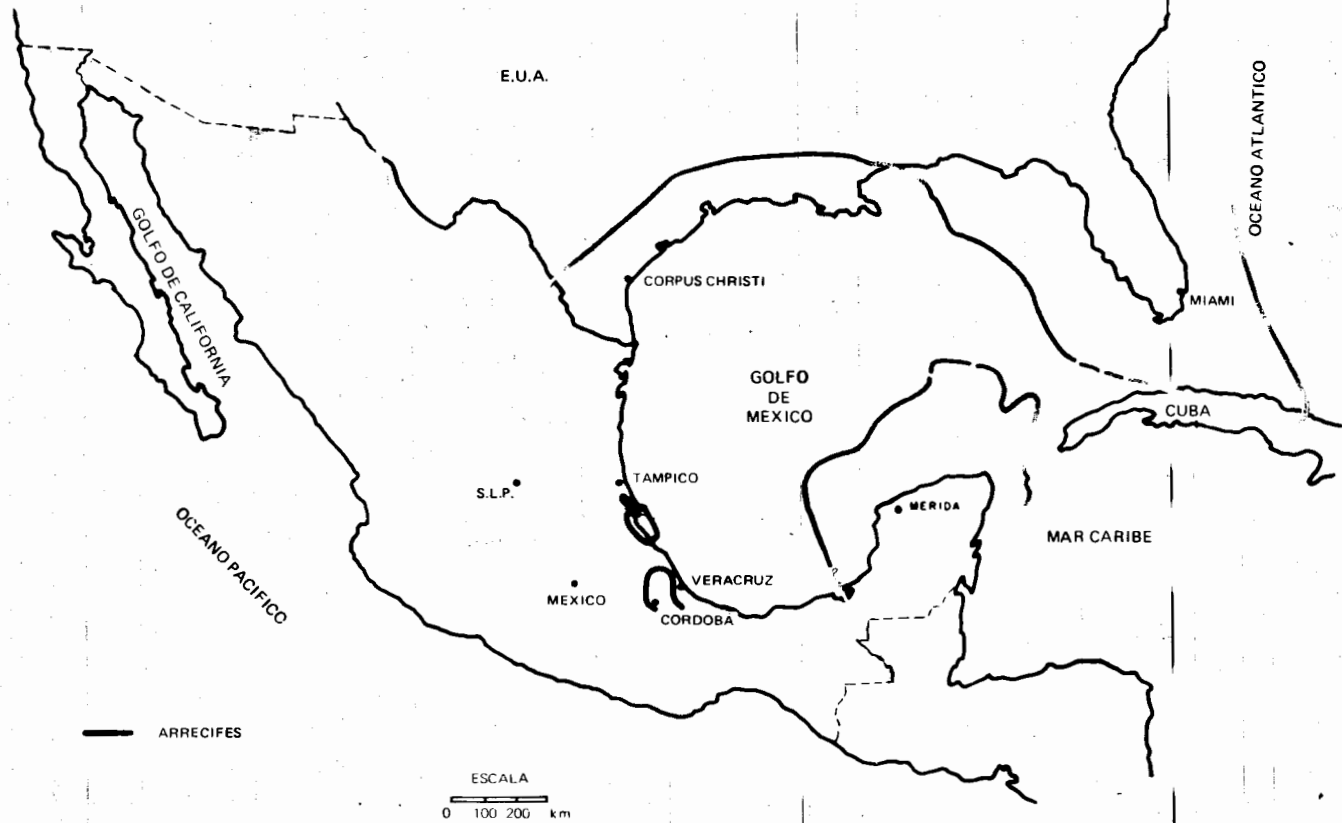 E.U.A.
OCEANO ATLANTICO
GOLFO DE CALIFORNIA
CORPUS CHRISTI
MIAMI
GOLFO
DE
MEXICO
CUBA
TAMPICO
S.L.P.
MERIDA
OCEANO PACIFICO
MAR CARIBE
VERACRUZ
MEXICO
CORDOBA
ARRECIFES
ESCALA
0 100 200 km